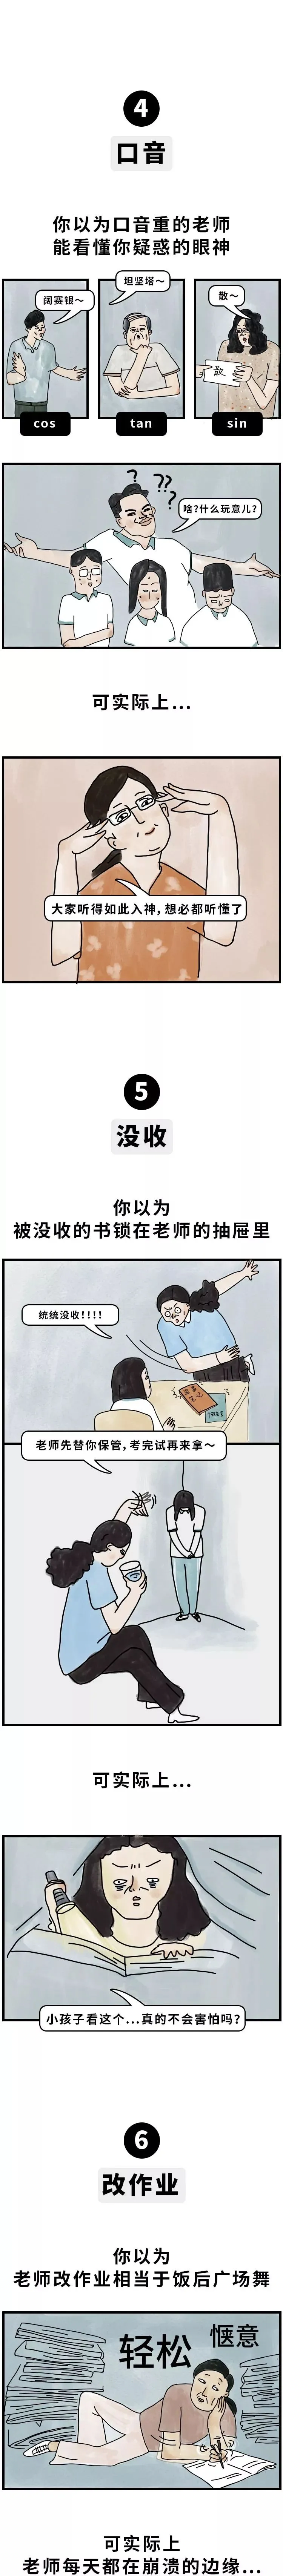 4
口音
你以为口音重的老师
能看懂你疑惑的眼神
阔赛银～
坦坚塔～
散～
散
cos
tan
sin
? ?? ?
啥?什么玩意儿?
可实际上...
大家听得如此入神,想必都听懂了
5
没收
你以为
被没收的书锁在老师的抽屉里
统统没收!!!!
老师先替你保管,考完试再来拿～
可实际上...
小孩子看这个...真的不会害怕吗?
6
改作业
你以为
老师改作业相当于饭后广场舞
轻松
惬意
可实际上
老师每天都在崩溃的边缘...